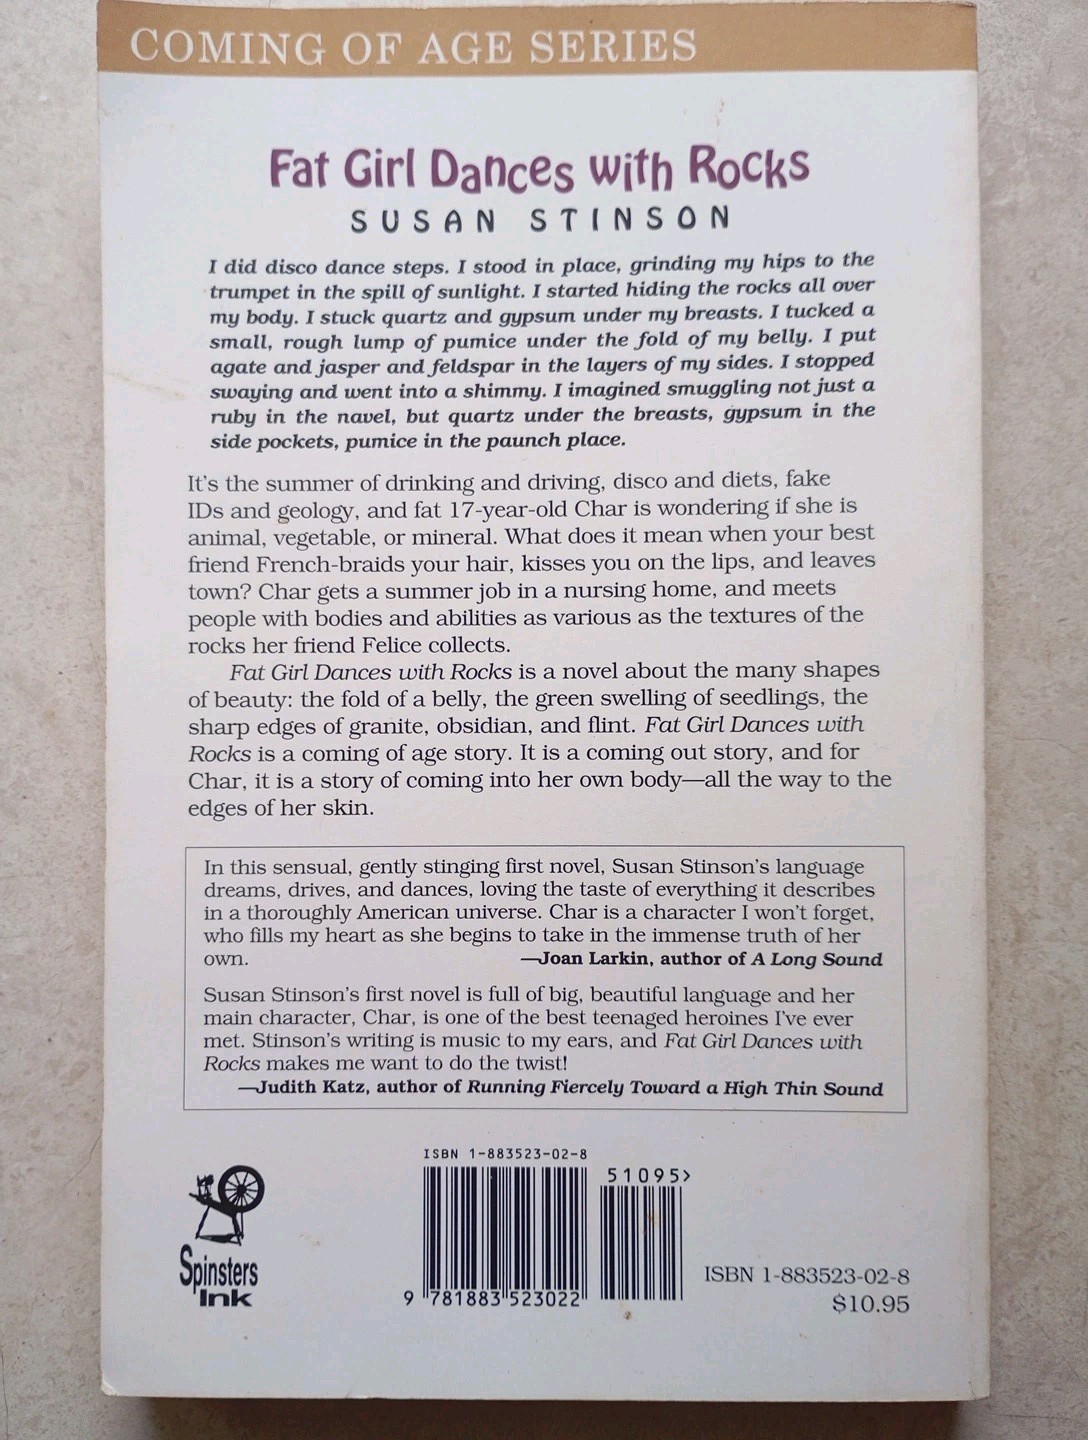 COMING OF AGE SERIES
Fat Girl Dances with Rocks
SUSAN STINSON
I did disco dance steps. I stood in place, grinding my hips to the
trumpet in the spill of sunlight. I started hiding the rocks all over
my body. I stuck quartz and gypsum under my breasts. I tucked a
small, rough lump of pumice under the fold of my belly. I put
agate and jasper and feldspar in the layers of my sides. I stopped
swaying and went into a shimmy. I imagined smuggling not just a
ruby in the navel, but quartz under the breasts, gypsum in the
side pockets, pumice in the paunch place.
It's the summer of drinking and driving, disco and diets, fake
IDs and geology, and fat 17-year-old Char is wondering if she is
animal, vegetable, or mineral. What does it mean when your best
friend French-braids your hair, kisses you on the lips, and leaves
town? Char gets a summer job in a nursing home, and meets
people with bodies and abilities as various as the textures of the
rocks her friend Felice collects.
Fat Girl Dances with Rocks is a novel about the many shapes
of beauty: the fold of a belly, the green swelling of seedlings, the
sharp edges of granite, obsidian, and flint. Fat Girl Dances with
Rocks is a coming of age story. It is a coming out story, and for
Char, it is a story of coming into her own body—all the way to the
edges of her skin.
In this sensual, gently stinging first novel, Susan Stinson's language
dreams, drives, and dances, loving the taste of everything it describes
in a thoroughly American universe. Char is a character I won't forget,
who fills my heart as she begins to take in the immense truth of her
own. —Joan Larkin, author of A Long Sound
Susan Stinson's first novel is full of big, beautiful language and her
main character, Char, is one of the best teenaged heroines I've ever
met. Stinson's writing is music to my ears, and Fat Girl Dances with
Rocks makes me want to do the twist!
—Judith Katz, author of Running Fiercely Toward a High Thin Sound
ISBN 1-883523-02-8
51095>
9 781883 523022
Spinsters
Ink
ISBN 1-883523-02-8
$10.95